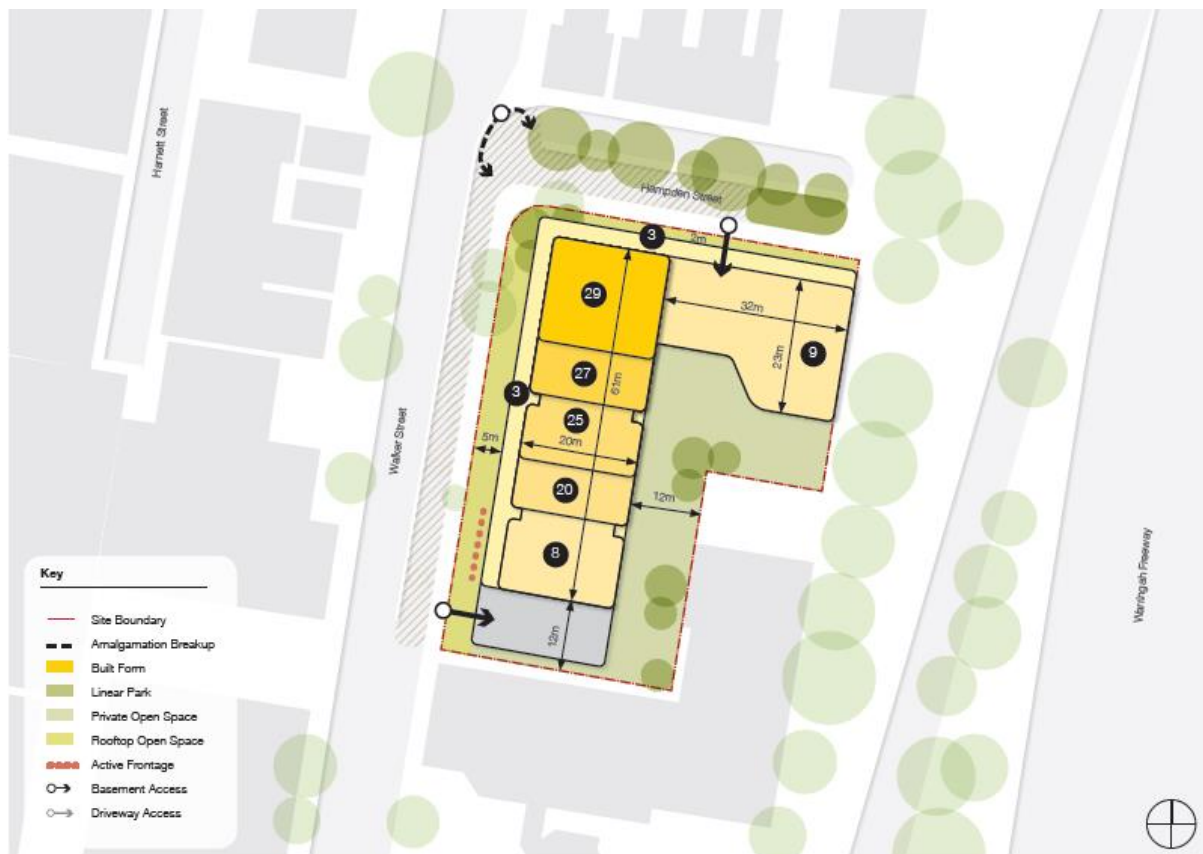 Harnett Street
Hampden Street
3
2m
29
32m
9
23m
27
61m
3
25
20m
5m
Walker Street
20
12m
8
12m
Warringah Freeway
Key
Site Boundary
Amalgamation Breakup
Built Form
Linear Park
Private Open Space
Rooftop Open Space
Active Frontage
Basement Access
Driveway Access